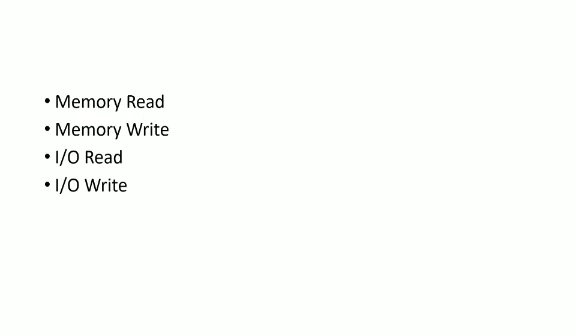 • Memory Read
• Memory Write
• I/O Read
• I/O Write